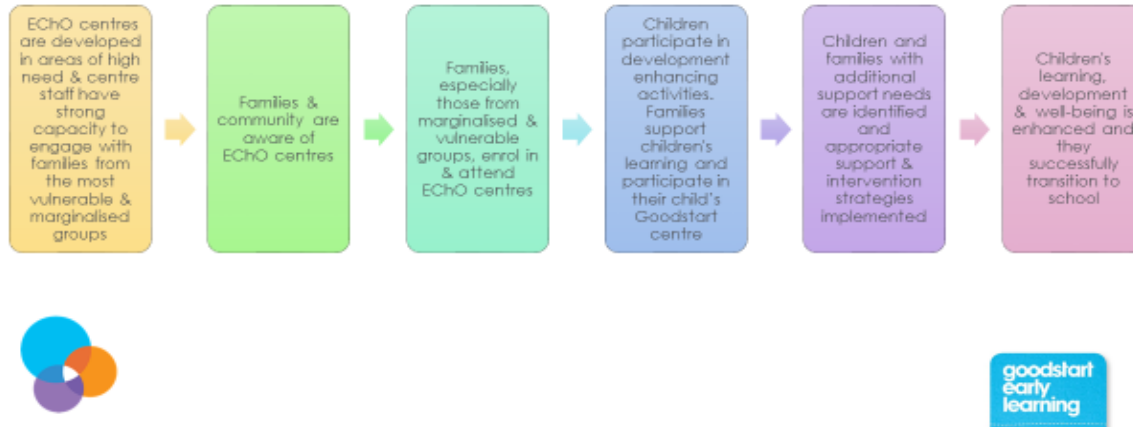 EChO centres
are developed
in areas of high
need & centre
staff have
strong
capacity to
engage with
families from
the most
vulnerable &
marginalised
groups
Families &
community are
aware of
EChO centres
Families,
especially
those from
marginalised &
vulnerable
groups, enrol in
& attend
EChO centres
Children
participate in
development
enhancing
activities.
Families
support
children's
learning and
participate in
their child's
Goodstart
centre
Children and
families with
additional
support needs
are identified
and
appropriate
support &
intervention
strategies
implemented
Children's
learning,
development
& well-being is
enhanced and
they
successfully
transition to
school
goodstart
early
learning